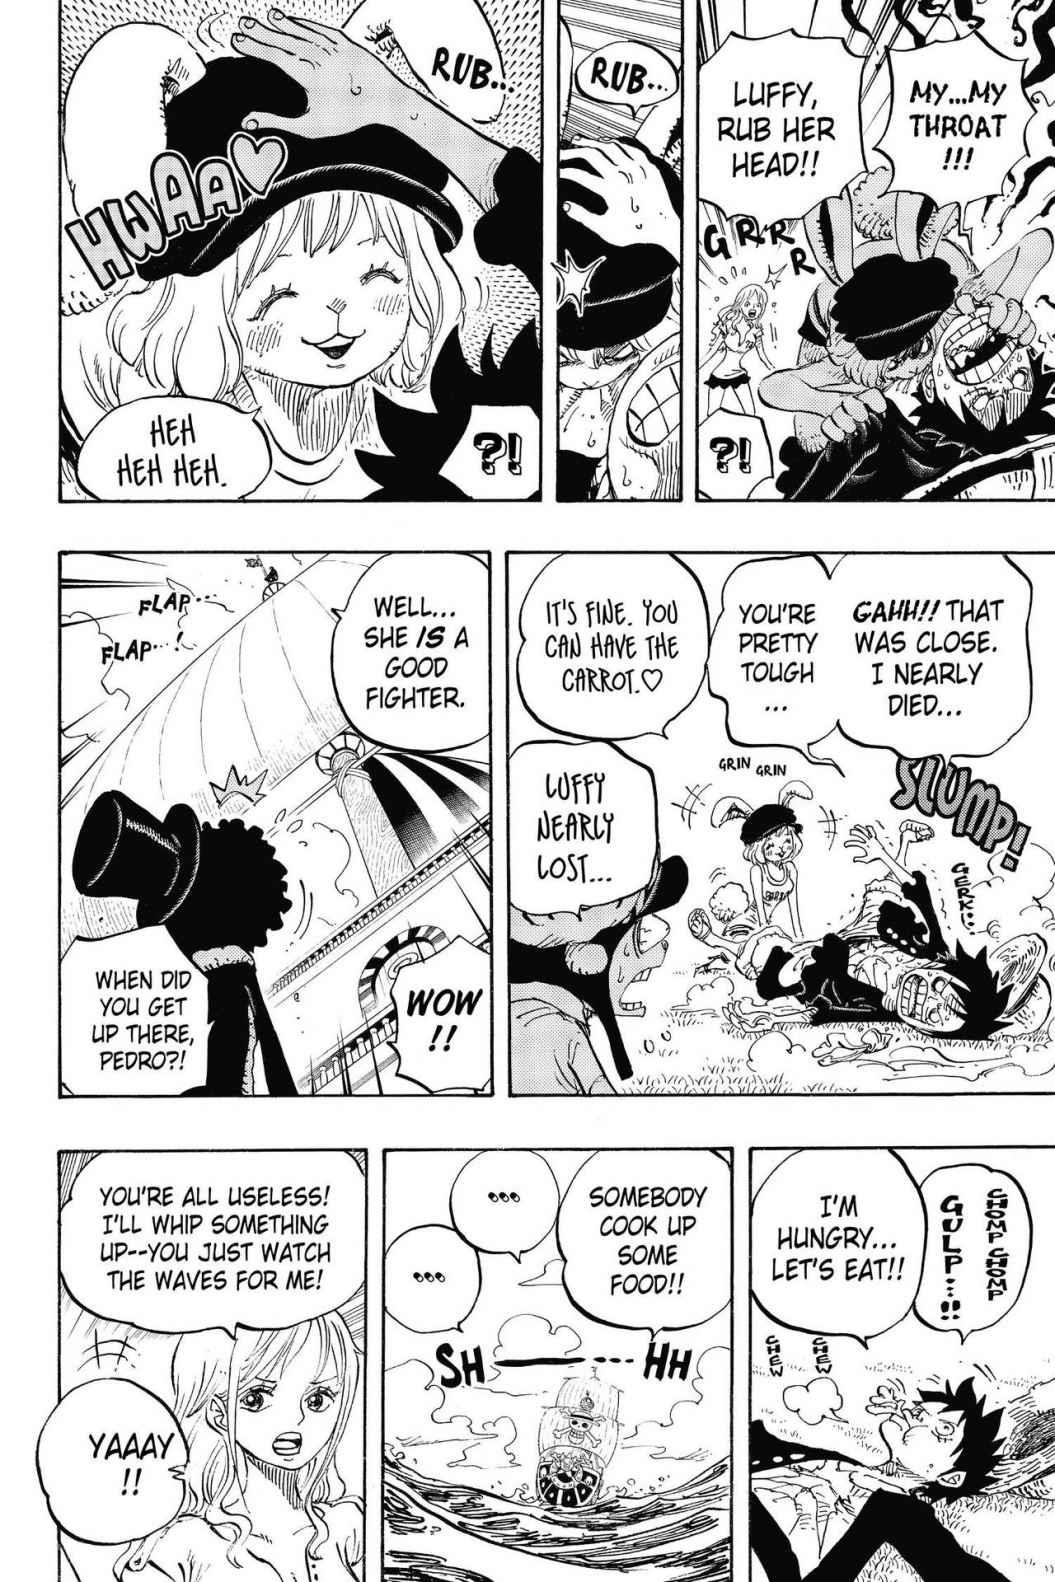 MY...MY
THROAT
!!!
LUFFY,
RUB HER
HEAD!!
GRRR
R
?!
RUB...
RUB...
HWAA♡
HEH
HEH HEH.
?!
GAHH!! THAT
WAS CLOSE.
I NEARLY
DIED...
YOU'RE
PRETTY
TOUGH
...
IT'S FINE. YOU
CAN HAVE THE
CARROT.♡
SLUMP!
GRIN
GRIN
LUFFY
NEARLY
LOST...
WELL...
SHE IS A
GOOD
FIGHTER.
FLAP...
FLAP...!
WOW
!!
WHEN DID
YOU GET
UP THERE,
PEDRO?!
CHOMP CHOMP
GULP...!!
I'M
HUNGRY...
LET'S EAT!!
CHEW
CHEW
SOMEBODY
COOK UP
SOME
FOOD!!
...
...
SH———...HH
YOU'RE ALL USELESS!
I'LL WHIP SOMETHING
UP--YOU JUST WATCH
THE WAVES FOR ME!
YAAAY
!!